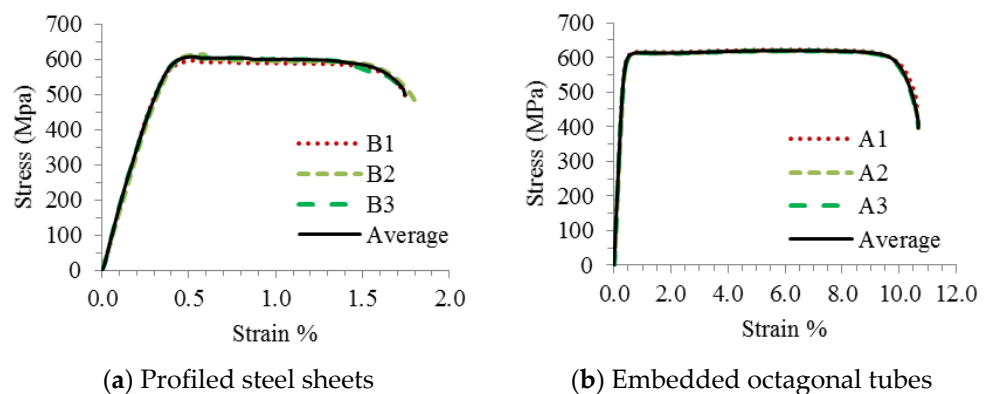 700
600
500
400
300
200
100
0
Stress (Mpa)
B1
B2
B3
Average
0.0 0.5 1.0 1.5 2.0
Strain %
(a) Profiled steel sheets
700
600
500
400
300
200
100
0
Stress (MPa)
A1
A2
A3
Average
0.0 2.0 4.0 6.0 8.0 10.0 12.0
Strain %
(b) Embedded octagonal tubes